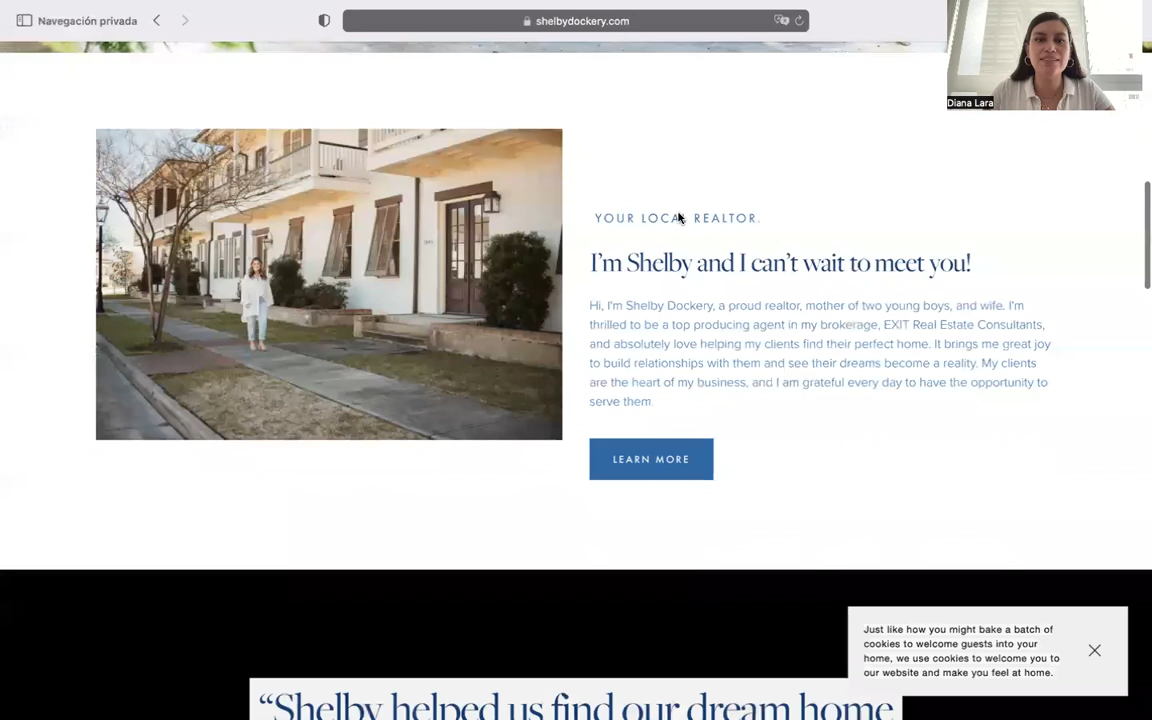 Navegación privada
shelbydockery.com
Diana Lara
YOUR LOCAL REALTOR.
I'm Shelby and I can't wait to meet you!
Hi, I'm Shelby Dockery, a proud realtor, mother of two young boys, and wife. I'm
thrilled to be a top producing agent in my brokerage, EXIT Real Estate Consultants,
and absolutely love helping my clients find their perfect home. It brings me great joy
to build relationships with them and see their dreams become a reality. My clients
are the heart of my business, and I am grateful every day to have the opportunity to
serve them.
LEARN MORE
Just like how you might bake a batch of
cookies to welcome guests into your
home, we use cookies to welcome you to
our website and make you feel at home.
“Shelby helped us find our dream home